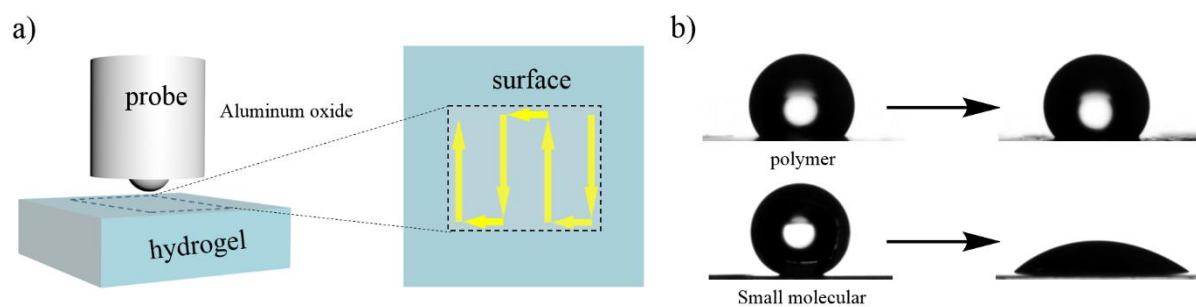 a)
probe
Aluminum oxide
hydrogel
surface
b)
polymer
Small molecular